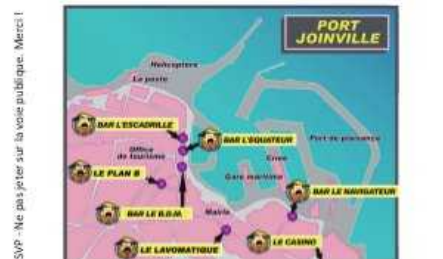 SVP - Ne pas jeter sur la voie publique. Merci !
PORT
JOINVILLE
Hélicoptère
La poste
BAR L'ESCADRILLE
BAR L'EQUATEUR
Port de plaisance
Office
de tourisme
Criée
LE PLAN B
Gare maritime
BAR LE NAVIGATEUR
BAR LE B.D.M.
Mairie
LE LAVOMATIQUE
LE CASINO